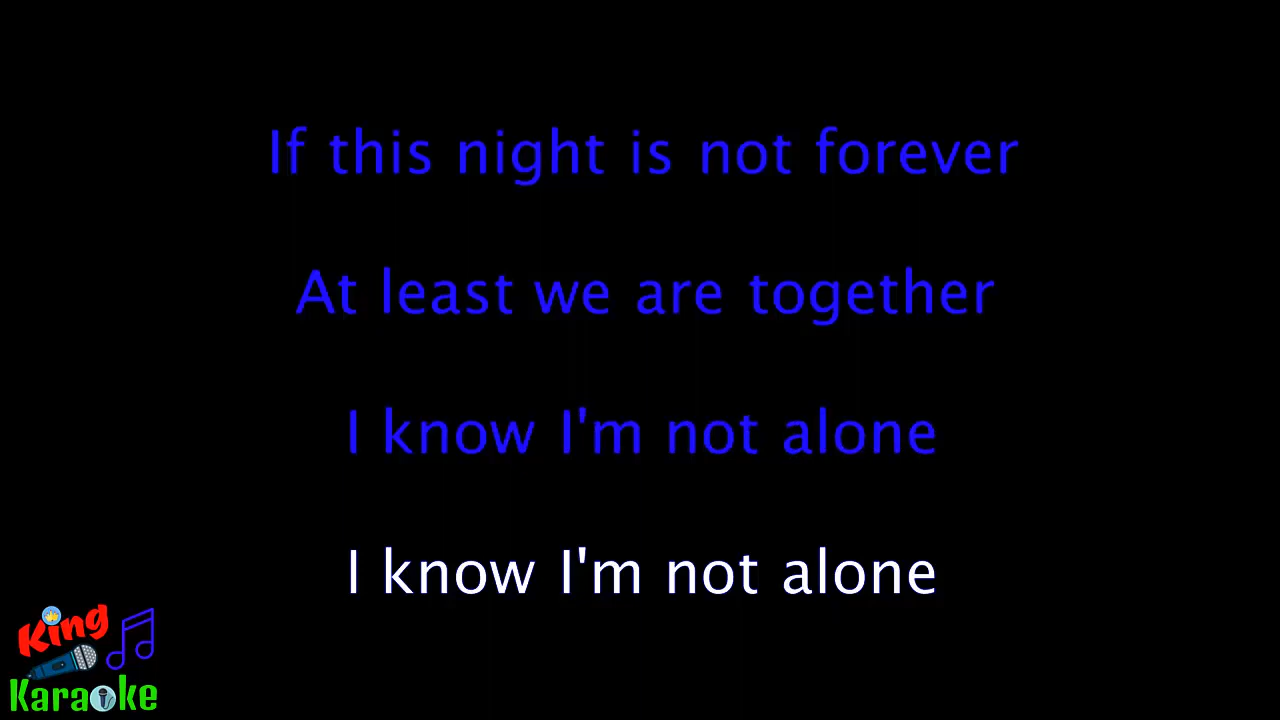 If this night is not forever
At least we are together
I know I'm not alone
I know I'm not alone
King
Karaoke